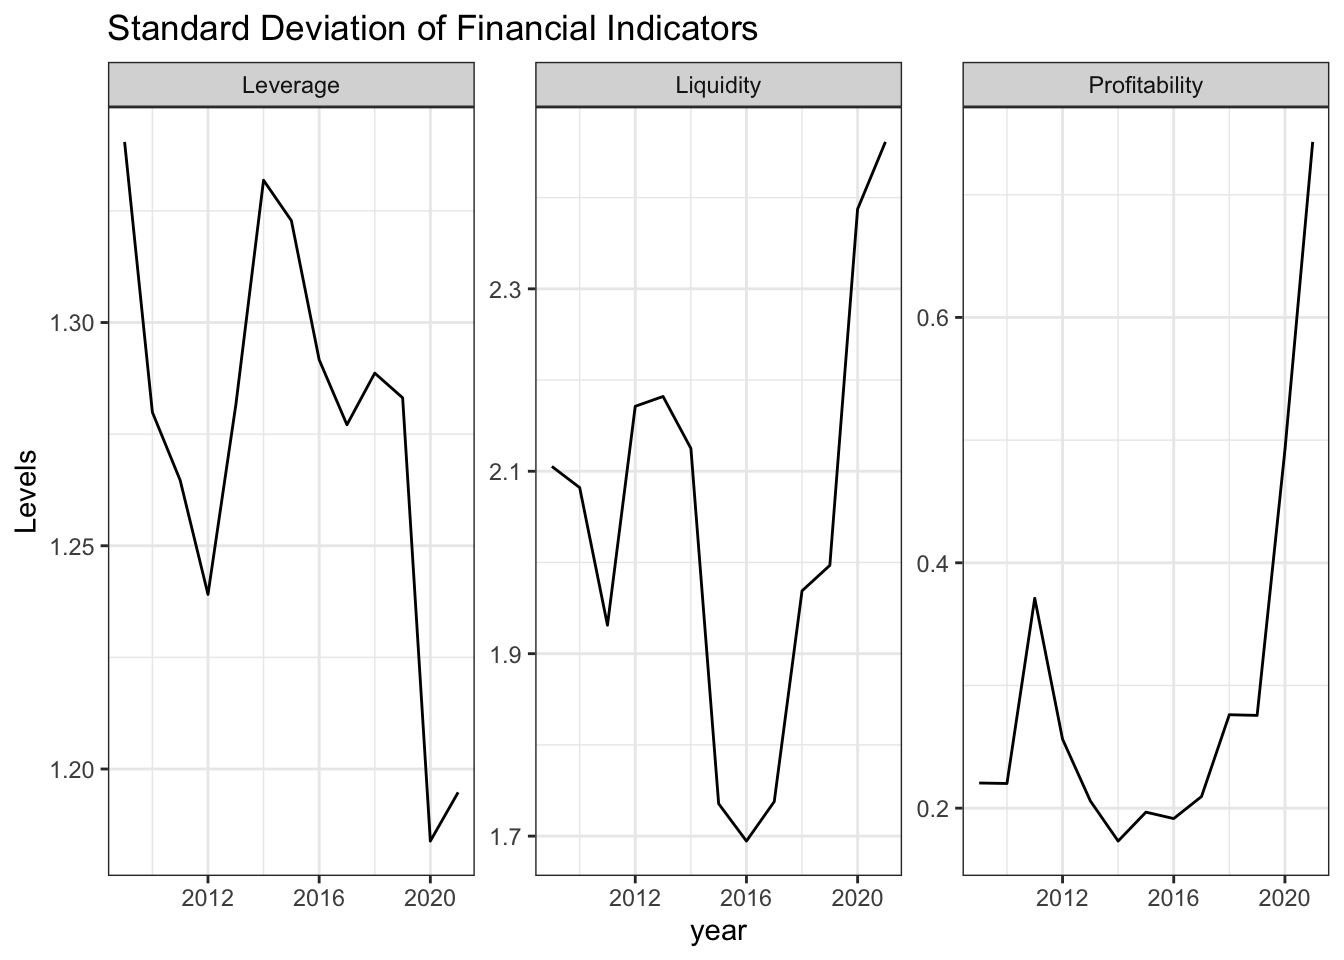 Standard Deviation of Financial Indicators
Leverage
Liquidity
Profitability
Levels
1.30
1.25
1.20
2.3
2.1
1.9
1.7
0.6
0.4
0.2
2012 2016 2020
2012 2016 2020
2012 2016 2020
year